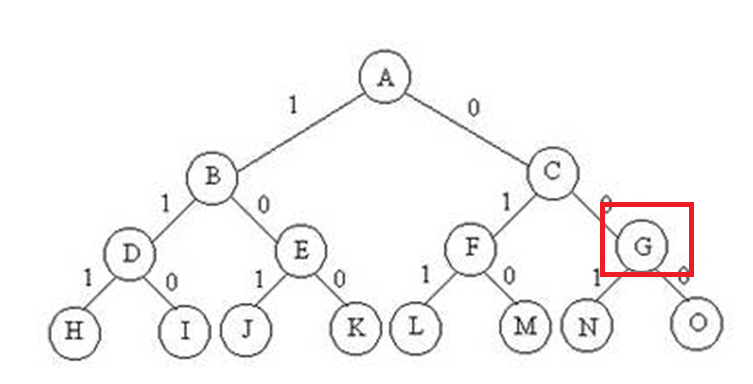 A
1 0
B C
1 0 1 0
D E F G
1 0 1 0 1 0 1 0
H I J K L M N O